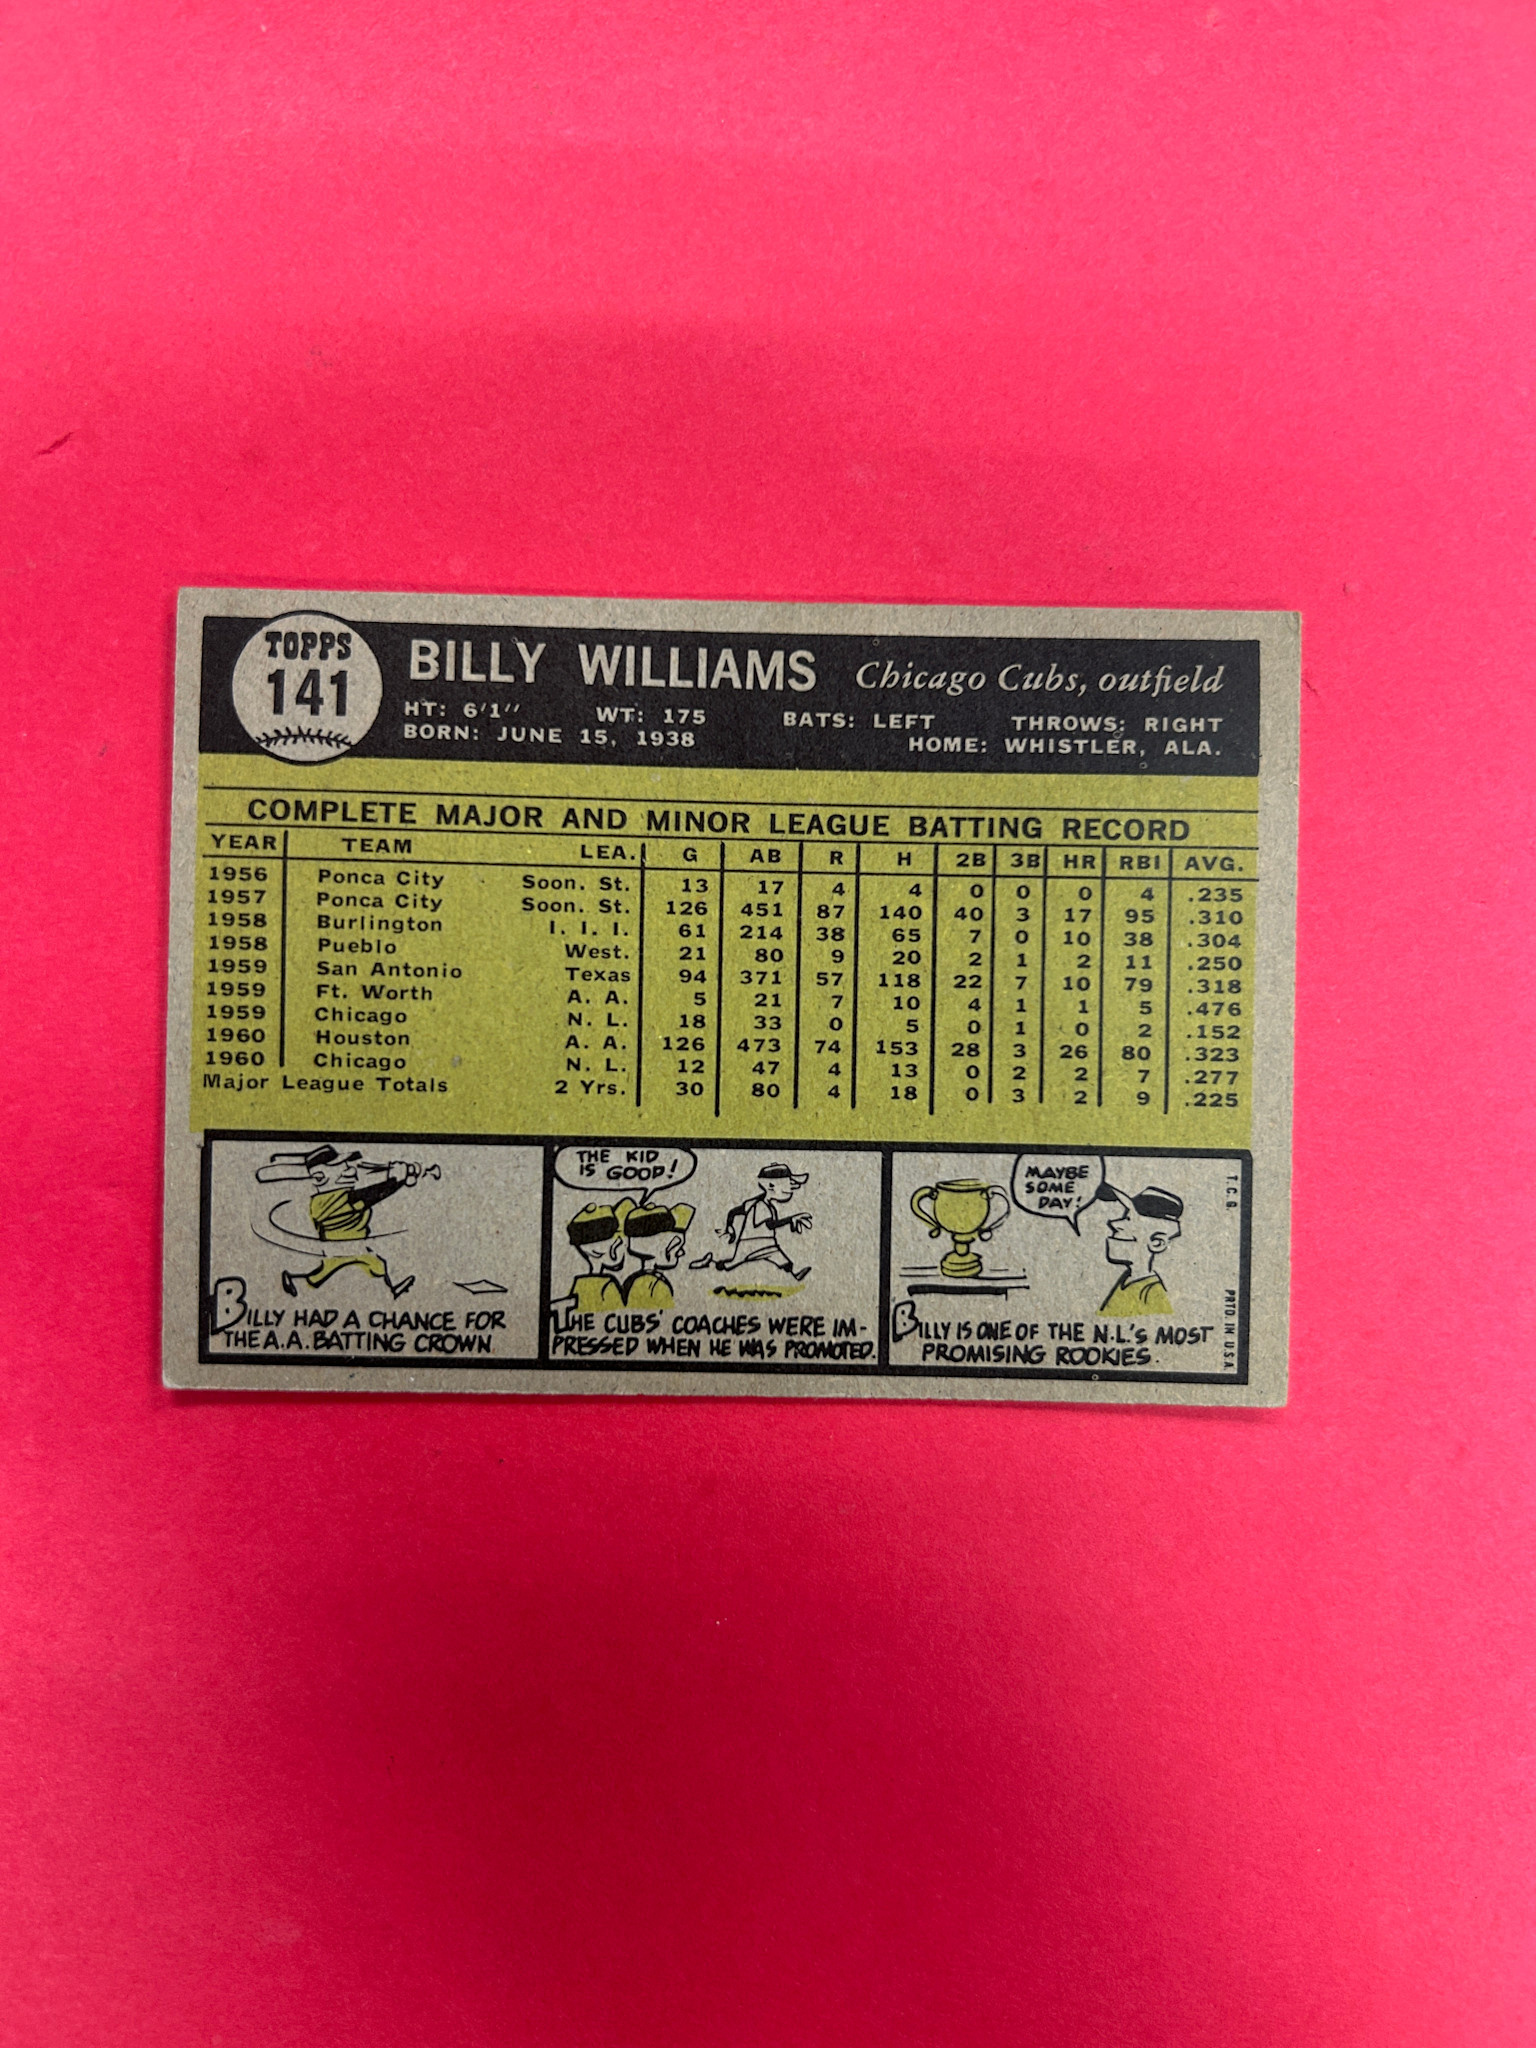 TOPPS
141
BILLY WILLIAMS Chicago Cubs, outfield
HT: 6'1" WT: 175 BATS: LEFT THROWS: RIGHT
BORN: JUNE 15, 1938 HOME: WHISTLER, ALA.
COMPLETE MAJOR AND MINOR LEAGUE BATTING RECORD
YEAR TEAM LEA. G AB R H 2B 3B HR RBI AVG.
1956 Ponca City Soon. St. 13 17 4 4 0 0 0 4 .235
1957 Ponca City Soon. St. 126 451 87 140 40 3 17 95 .310
1958 Burlington I. I. I. 61 214 38 65 7 0 10 38 .304
1958 Pueblo West. 21 80 9 20 2 1 2 11 .250
1959 San Antonio Texas 94 371 57 118 22 7 10 79 .318
1959 Ft. Worth A. A. 5 21 7 10 4 1 1 5 .476
1959 Chicago N. L. 18 33 0 5 0 1 0 2 .152
1960 Houston A. A. 126 473 74 153 28 3 26 80 .323
1960 Chicago N. L. 12 47 4 13 0 2 2 7 .277
Major League Totals 2 Yrs. 30 80 4 18 0 3 2 9 .225
BILLY HAD A CHANCE FOR
THE A.A. BATTING CROWN
THE KID
IS GOOD!
THE CUBS' COACHES WERE IM-
PRESSED WHEN HE WAS PROMOTED.
MAYBE
SOME
DAY!
BILLY IS ONE OF THE N.L.'S MOST
PROMISING ROOKIES.
T.C.G.
PRTD. IN U.S.A.